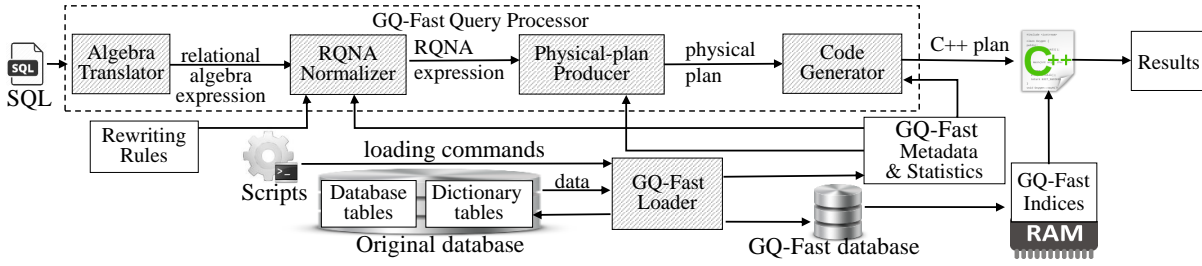 GQ-Fast Query Processor
SQL
SQL
Algebra
Translator
relational
algebra
expression
RQNA
Normalizer
RQNA
expression
Physical-plan
Producer
physical
plan
Code
Generator
C++ plan
C++
Results
Rewriting
Rules
GQ-Fast
Metadata
& Statistics
Scripts
loading commands
Database
tables
Dictionary
tables
Original database
data
GQ-Fast
Loader
GQ-Fast database
GQ-Fast
Indices
RAM